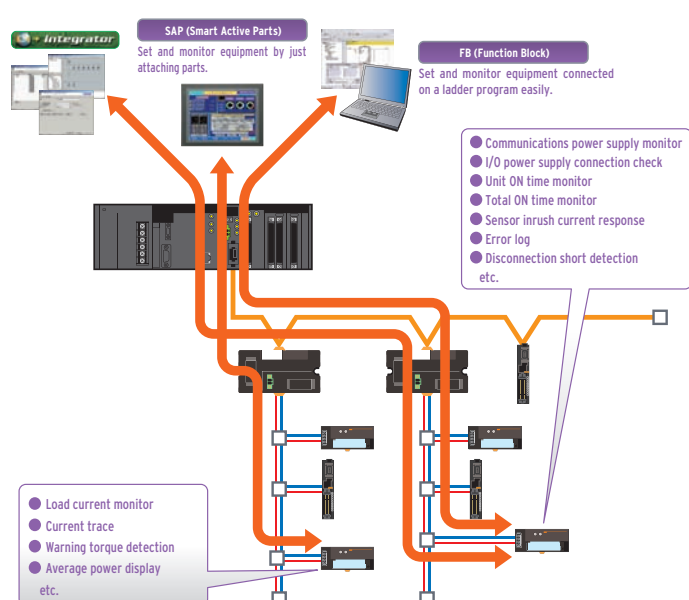 integrator
SAP (Smart Active Parts)
Set and monitor equipment by just
attaching parts.
FB (Function Block)
Set and monitor equipment connected
on a ladder program easily.
● Communications power supply monitor
● I/O power supply connection check
● Unit ON time monitor
● Total ON time monitor
● Sensor inrush current response
● Error log
● Disconnection short detection
etc.
● Load current monitor
● Current trace
● Warning torque detection
● Average power display
etc.